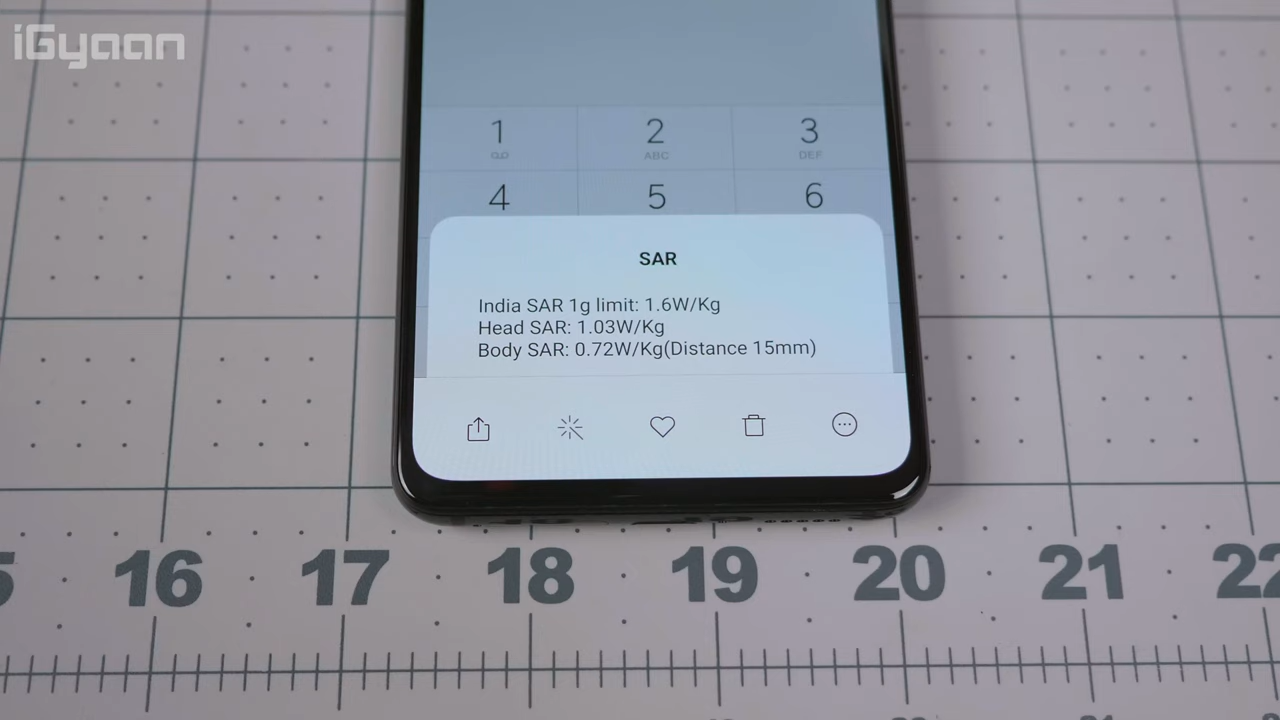 iGyaan
1 2 3
ABC DEF
4 5 6
SAR
India SAR 1g limit: 1.6W/Kg
Head SAR: 1.03W/Kg
Body SAR: 0.72W/Kg(Distance 15mm)
16 17 18 19 20 21 22